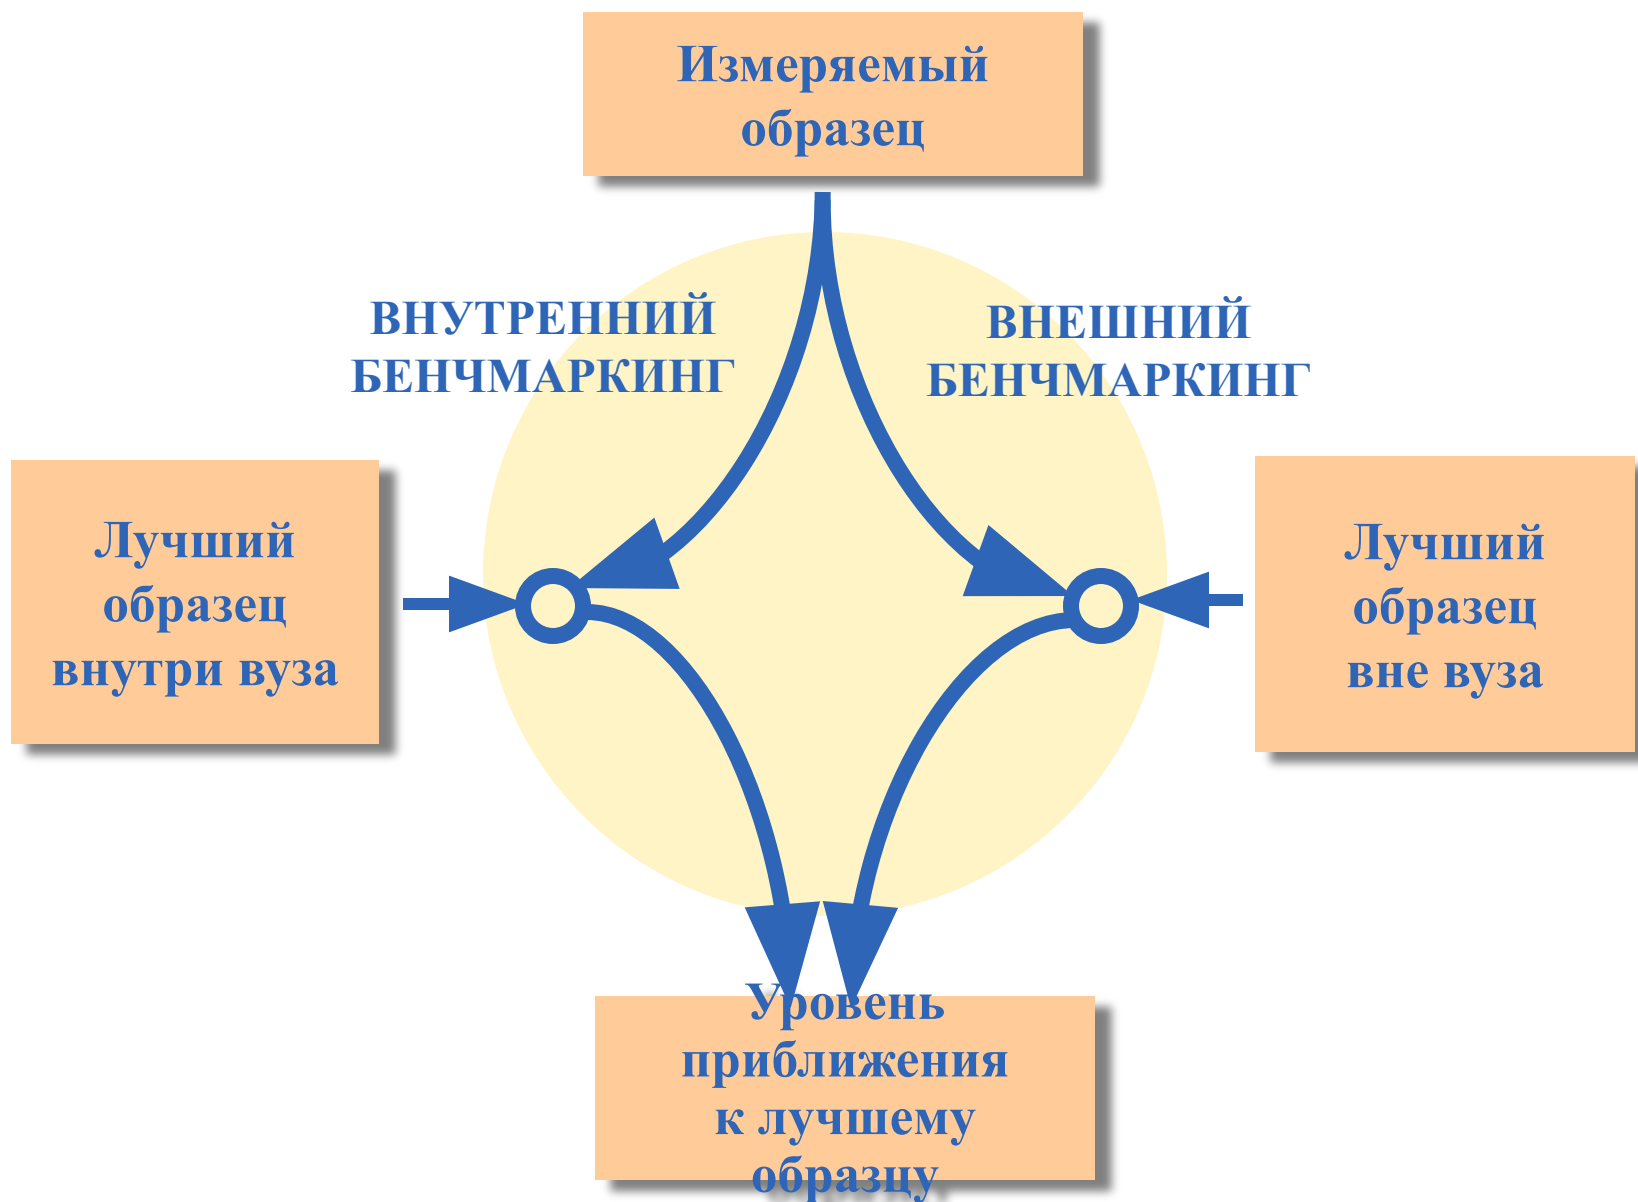 Измеряемый
образец
ВНУТРЕННИЙ
БЕНЧМАРКИНГ
ВНЕШНИЙ
БЕНЧМАРКИНГ
Лучший
образец
внутри вуза
Лучший
образец
вне вуза
Уровень
приближения
к лучшему
образцу